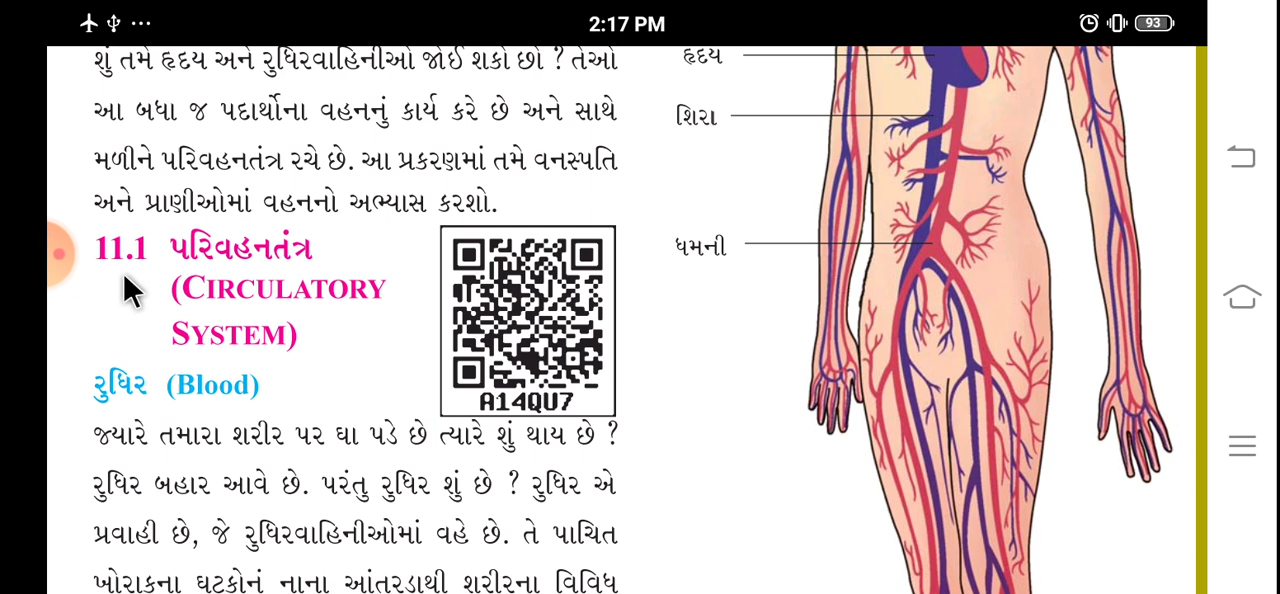 2:17 PM
93
શું તમે હૃદય અને રુધિરવાહિનીઓ જોઈ શકો છો ? તેઓ
આ બધા જ પદાર્થોના વહનનું કાર્ય કરે છે અને સાથે
મળીને પરિવહનતંત્ર રચે છે. આ પ્રકરણમાં તમે વનસ્પતિ
અને પ્રાણીઓમાં વહનનો અભ્યાસ કરશો.
11.1 પરિવહનતંત્ર
(CIRCULATORY
SYSTEM)
A14QU7
રુધિર (Blood)
જ્યારે તમારા શરીર પર ઘા પડે છે ત્યારે શું થાય છે ?
રુધિર બહાર આવે છે. પરંતુ રુધિર શું છે ? રુધિર એ
પ્રવાહી છે, જે રુધિરવાહિનીઓમાં વહે છે. તે પાચિત
ખોરાકના ઘટકોનં નાના આંતરડાથી શરીરના વિવિધ
હૃદય
શિરા
ધમની